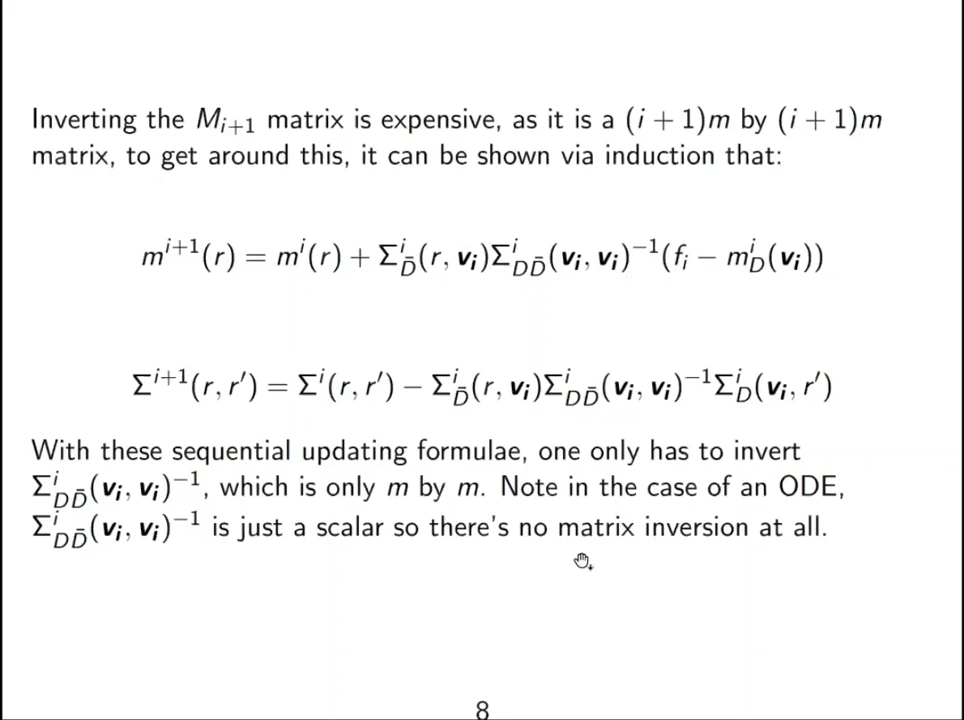 Inverting the M_{i+1} matrix is expensive, as it is a (i + 1)m by (i + 1)m
matrix, to get around this, it can be shown via induction that:
m^{i+1}(r) = m^i(r) + Σ^i_{D̄}(r, v_i)Σ^i_{DD̄}(v_i, v_i)^{−1}(f_i − m^i_D(v_i))
Σ^{i+1}(r, r′) = Σ^i(r, r′) − Σ^i_{D̄}(r, v_i)Σ^i_{DD̄}(v_i, v_i)^{−1}Σ^i_D(v_i, r′)
With these sequential updating formulae, one only has to invert
Σ^i_{DD̄}(v_i, v_i)^{−1}, which is only m by m. Note in the case of an ODE,
Σ^i_{DD̄}(v_i, v_i)^{−1} is just a scalar so there's no matrix inversion at all.
8